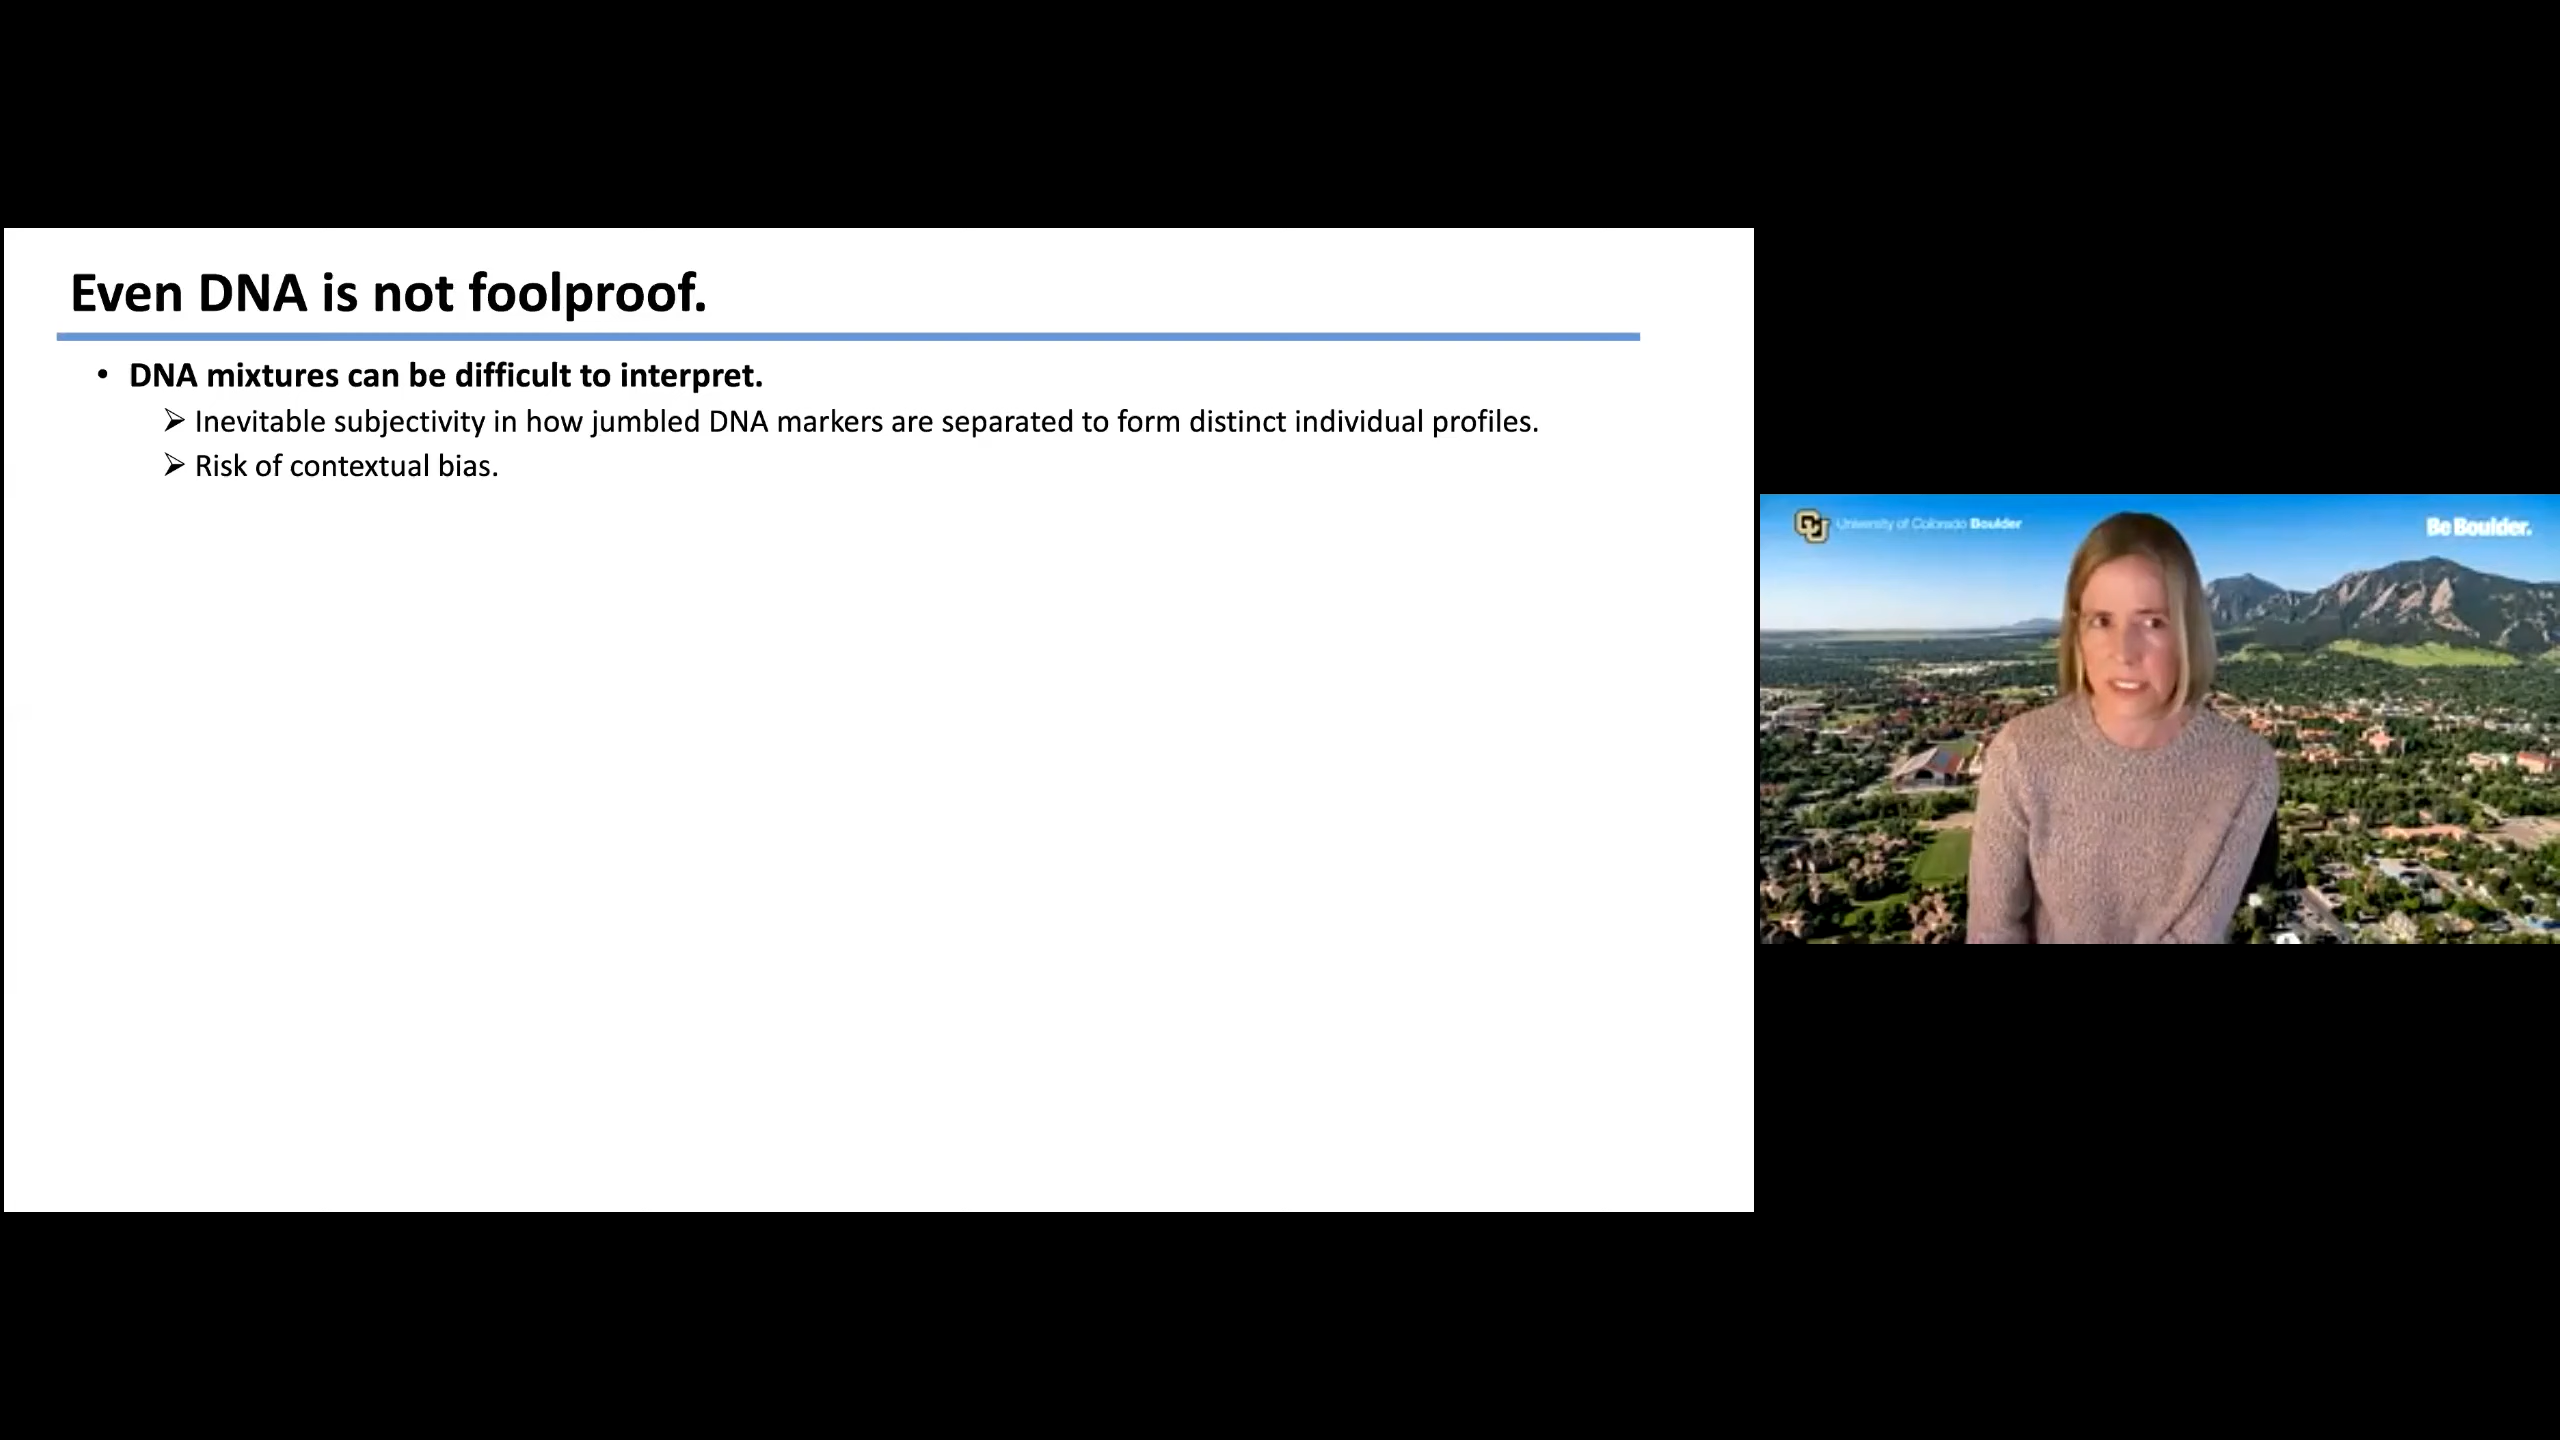 Even DNA is not foolproof.
• DNA mixtures can be difficult to interpret.
➢ Inevitable subjectivity in how jumbled DNA markers are separated to form distinct individual profiles.
➢ Risk of contextual bias.
CU University of Colorado Boulder
Be Boulder.